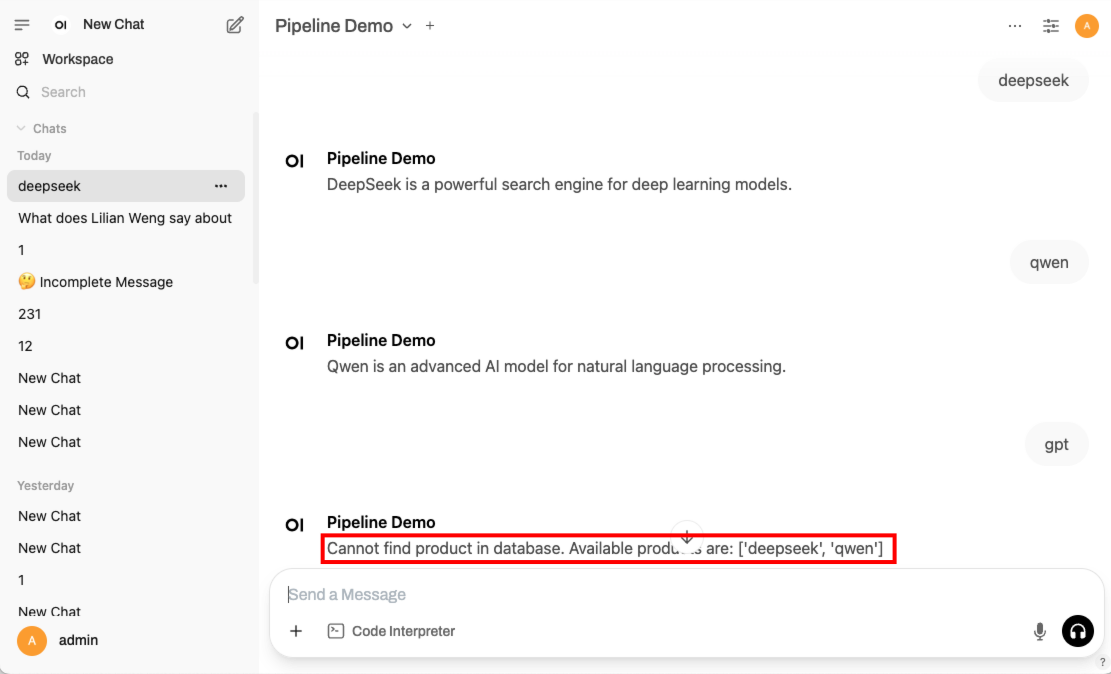 OI New Chat
Workspace
Search
Chats
Today
deepseek
What does Lilian Weng say about
1
🤔 Incomplete Message
231
12
New Chat
New Chat
New Chat
Yesterday
New Chat
New Chat
1
New Chat
A admin
Pipeline Demo
A
deepseek
OI Pipeline Demo
DeepSeek is a powerful search engine for deep learning models.
qwen
OI Pipeline Demo
Qwen is an advanced AI model for natural language processing.
gpt
OI Pipeline Demo
Cannot find product in database. Available products are: ['deepseek', 'qwen']
Send a Message
Code Interpreter
?